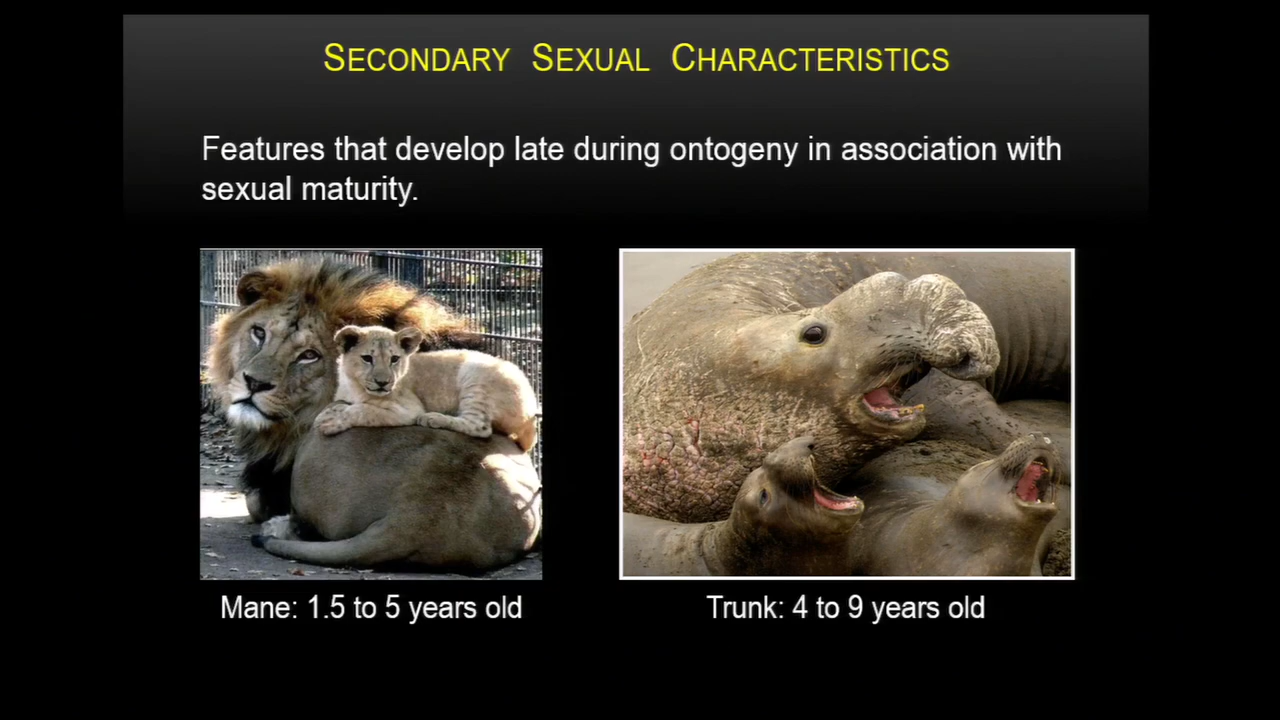 SECONDARY SEXUAL CHARACTERISTICS
Features that develop late during ontogeny in association with
sexual maturity.
Mane: 1.5 to 5 years old
Trunk: 4 to 9 years old